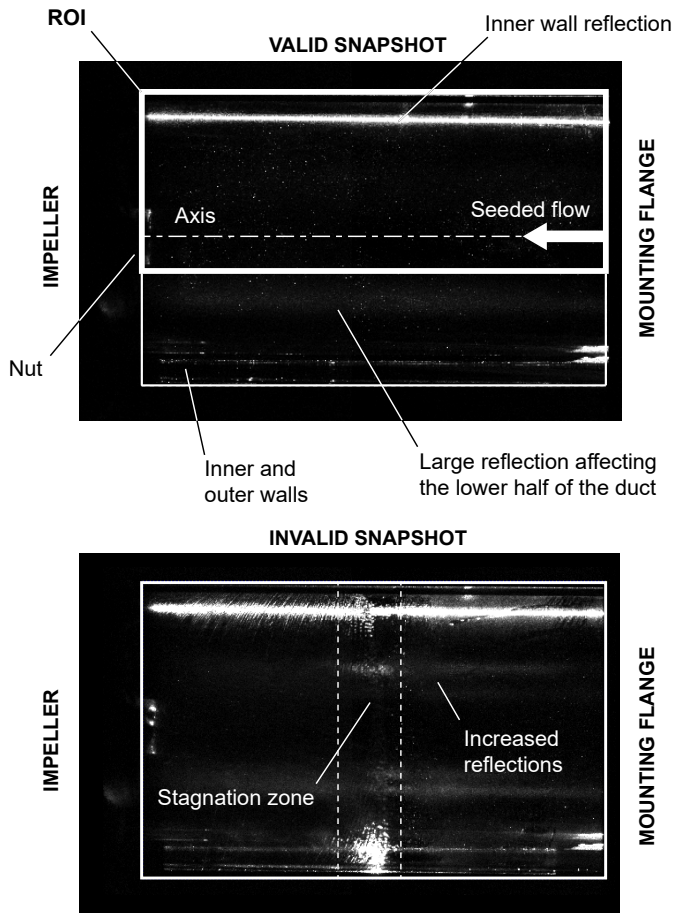 ROI
Inner wall reflection
VALID SNAPSHOT
IMPELLER
Axis
Seeded flow
MOUNTING FLANGE
Nut
Inner and
outer walls
Large reflection affecting
the lower half of the duct
INVALID SNAPSHOT
IMPELLER
Increased
reflections
Stagnation zone
MOUNTING FLANGE